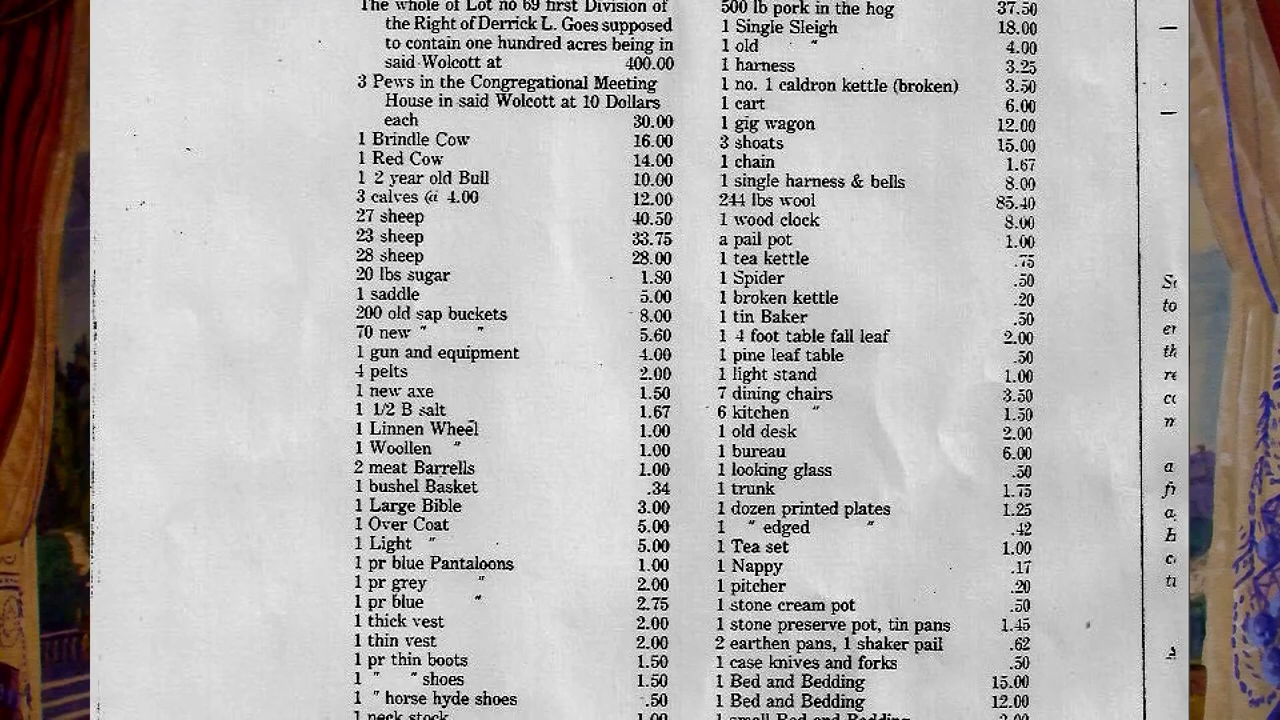 The whole of Lot no 69 first Division of
the Right of Derrick L. Goes supposed
to contain one hundred acres being in
said Wolcott at 400.00
3 Pews in the Congregational Meeting
House in said Wolcott at 10 Dollars
each 30.00
1 Brindle Cow 16.00
1 Red Cow 14.00
1 2 year old Bull 10.00
3 calves @ 4.00 12.00
27 sheep 40.50
23 sheep 33.75
28 sheep 28.00
20 lbs sugar 1.80
1 saddle 5.00
200 old sap buckets 8.00
70 new " " 5.60
1 gun and equipment 4.00
4 pelts 2.00
1 new axe 1.50
1 1/2 B salt 1.67
1 Linnen Wheel 1.00
1 Woollen " 1.00
2 meat Barrells 1.00
1 bushel Basket .34
1 Large Bible 3.00
1 Over Coat 5.00
1 Light " 5.00
1 pr blue Pantaloons 1.00
1 pr grey " 2.00
1 pr blue " 2.75
1 thick vest 2.00
1 thin vest 2.00
1 pr thin boots 1.50
1 " " shoes 1.50
1 " horse hyde shoes .50
1 neck stock 1.00
500 lb pork in the hog 37.50
1 Single Sleigh 18.00
1 old " 4.00
1 harness 3.25
1 no. 1 caldron kettle (broken) 3.50
1 cart 6.00
1 gig wagon 12.00
3 shoats 15.00
1 chain 1.67
1 single harness & bells 8.00
244 lbs wool 85.40
1 wood clock 8.00
a pail pot 1.00
1 tea kettle .75
1 Spider .50
1 broken kettle .20
1 tin Baker .50
1 4 foot table fall leaf 2.00
1 pine leaf table .50
1 light stand 1.00
7 dining chairs 3.50
6 kitchen " 1.50
1 old desk 2.00
1 bureau 6.00
1 looking glass .50
1 trunk 1.75
1 dozen printed plates 1.25
1 " edged " .42
1 Tea set 1.00
1 Nappy .17
1 pitcher .20
1 stone cream pot .50
1 stone preserve pot, tin pans 1.45
2 earthen pans, 1 shaker pail .62
1 case knives and forks .50
1 Bed and Bedding 15.00
1 Bed and Bedding 12.00
1 small Bed and Bedding
to
er
th